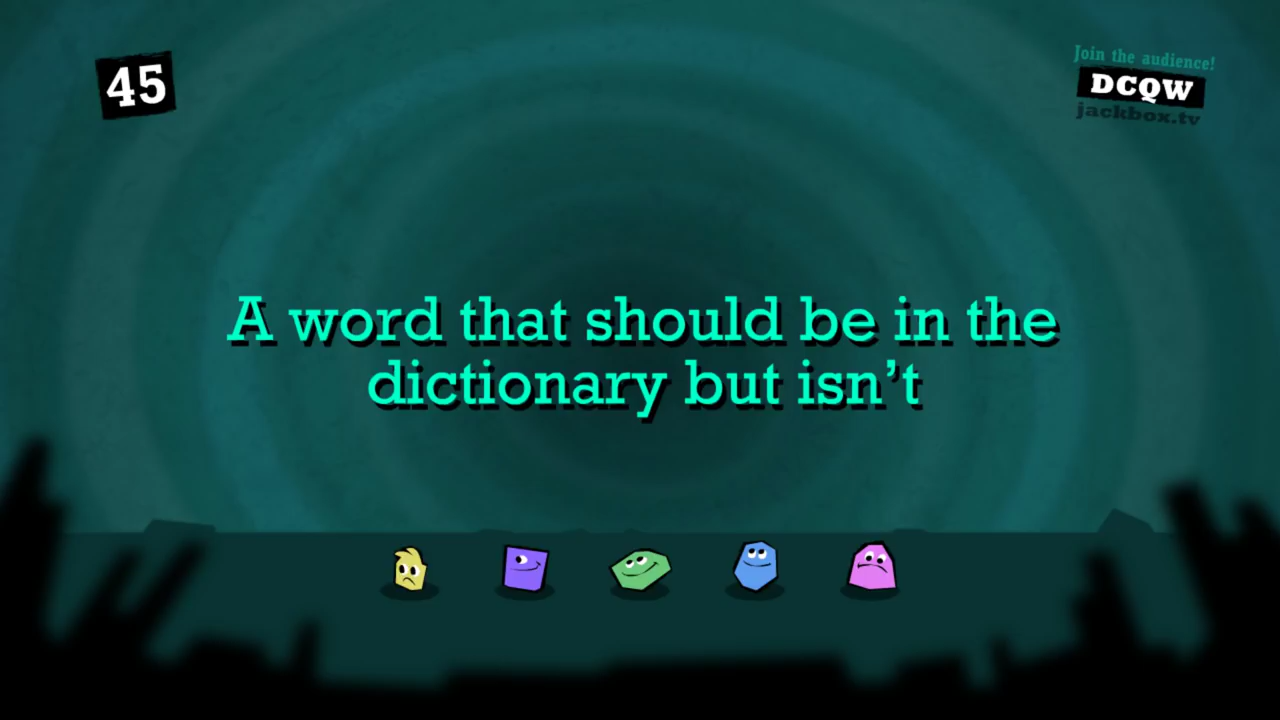 45
Join the audience!
DCQW
jackbox.tv
A word that should be in the
dictionary but isn't